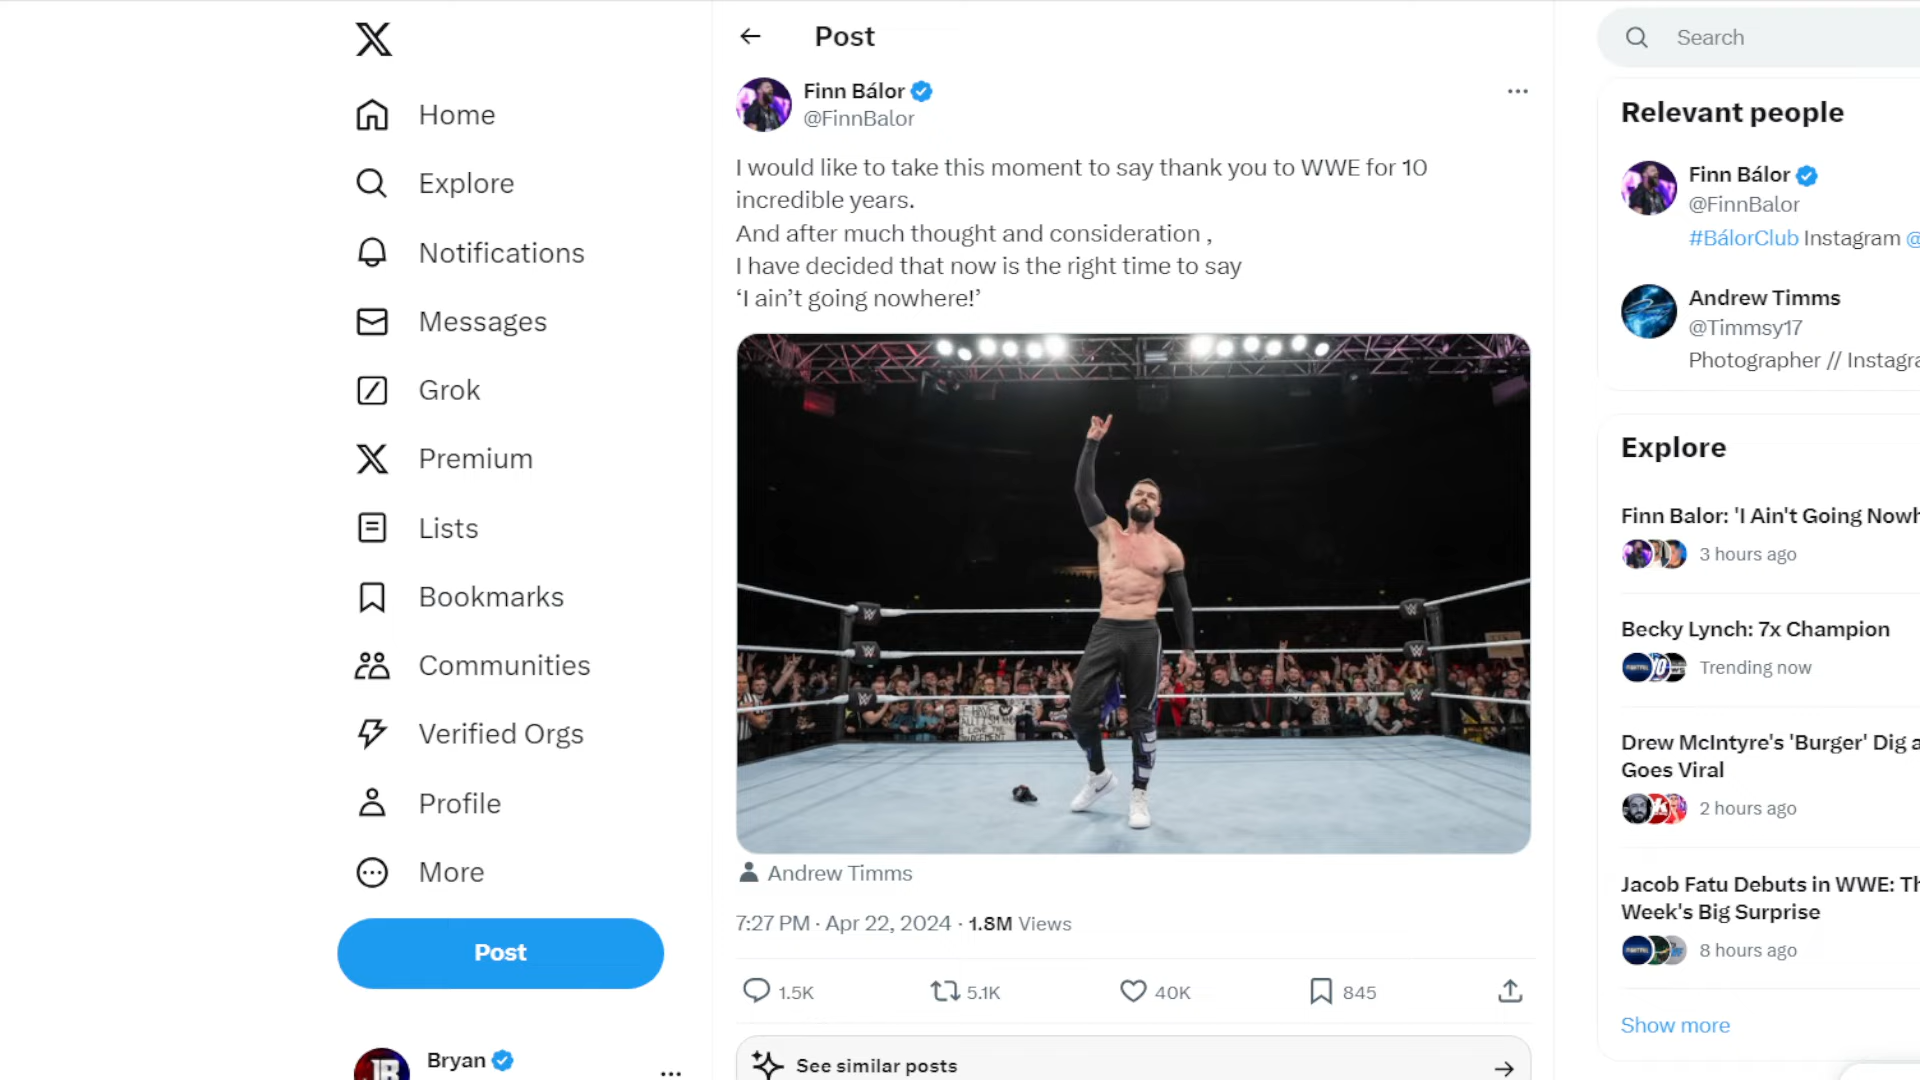 Home
Explore
Notifications
Messages
Grok
Premium
Lists
Bookmarks
Communities
Verified Orgs
Profile
More
Post
Bryan
Post
Finn Bálor
@FinnBalor
I would like to take this moment to say thank you to WWE for 10
incredible years.
And after much thought and consideration ,
I have decided that now is the right time to say
‘I ain’t going nowhere!’
I HAVE
I LOVE THE
JUDGEMENT
Andrew Timms
7:27 PM · Apr 22, 2024 · 1.8M Views
1.5K 5.1K 40K 845
See similar posts
Search
Relevant people
Finn Bálor
@FinnBalor
#BálorClub Instagram @
Andrew Timms
@Timmsy17
Photographer // Instagra
Explore
Finn Balor: 'I Ain't Going Nowh
3 hours ago
Becky Lynch: 7x Champion
Trending now
Drew McIntyre's 'Burger' Dig a
Goes Viral
2 hours ago
Jacob Fatu Debuts in WWE: Th
Week's Big Surprise
8 hours ago
Show more